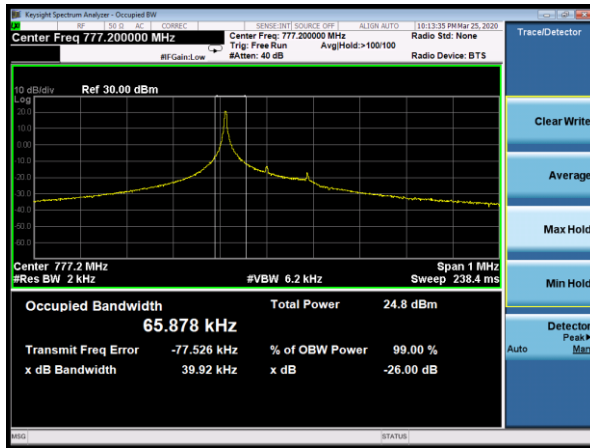 Keysight Spectrum Analyzer - Occupied BW
RF 50 Ω AC CORREC SENSE:INT SOURCE OFF ALIGN AUTO 10:13:35 PM Mar 25, 2020
Center Freq 777.200000 MHz
Center Freq: 777.200000 MHz
Radio Std: None
Trig: Free Run Avg|Hold:>100/100
#IFGain:Low #Atten: 40 dB Radio Device: BTS
10 dB/div Ref 30.00 dBm
Log
20.0
10.0
0.00
-10.0
-20.0
-30.0
-40.0
-50.0
-60.0
Center 777.2 MHz Span 1 MHz
#Res BW 2 kHz #VBW 6.2 kHz Sweep 238.4 ms
Occupied Bandwidth Total Power 24.8 dBm
65.878 kHz
Transmit Freq Error -77.526 kHz % of OBW Power 99.00 %
x dB Bandwidth 39.92 kHz x dB -26.00 dB
MSG STATUS
Trace/Detector
Clear Write
Average
Max Hold
Min Hold
Detector
Peak
Auto Man